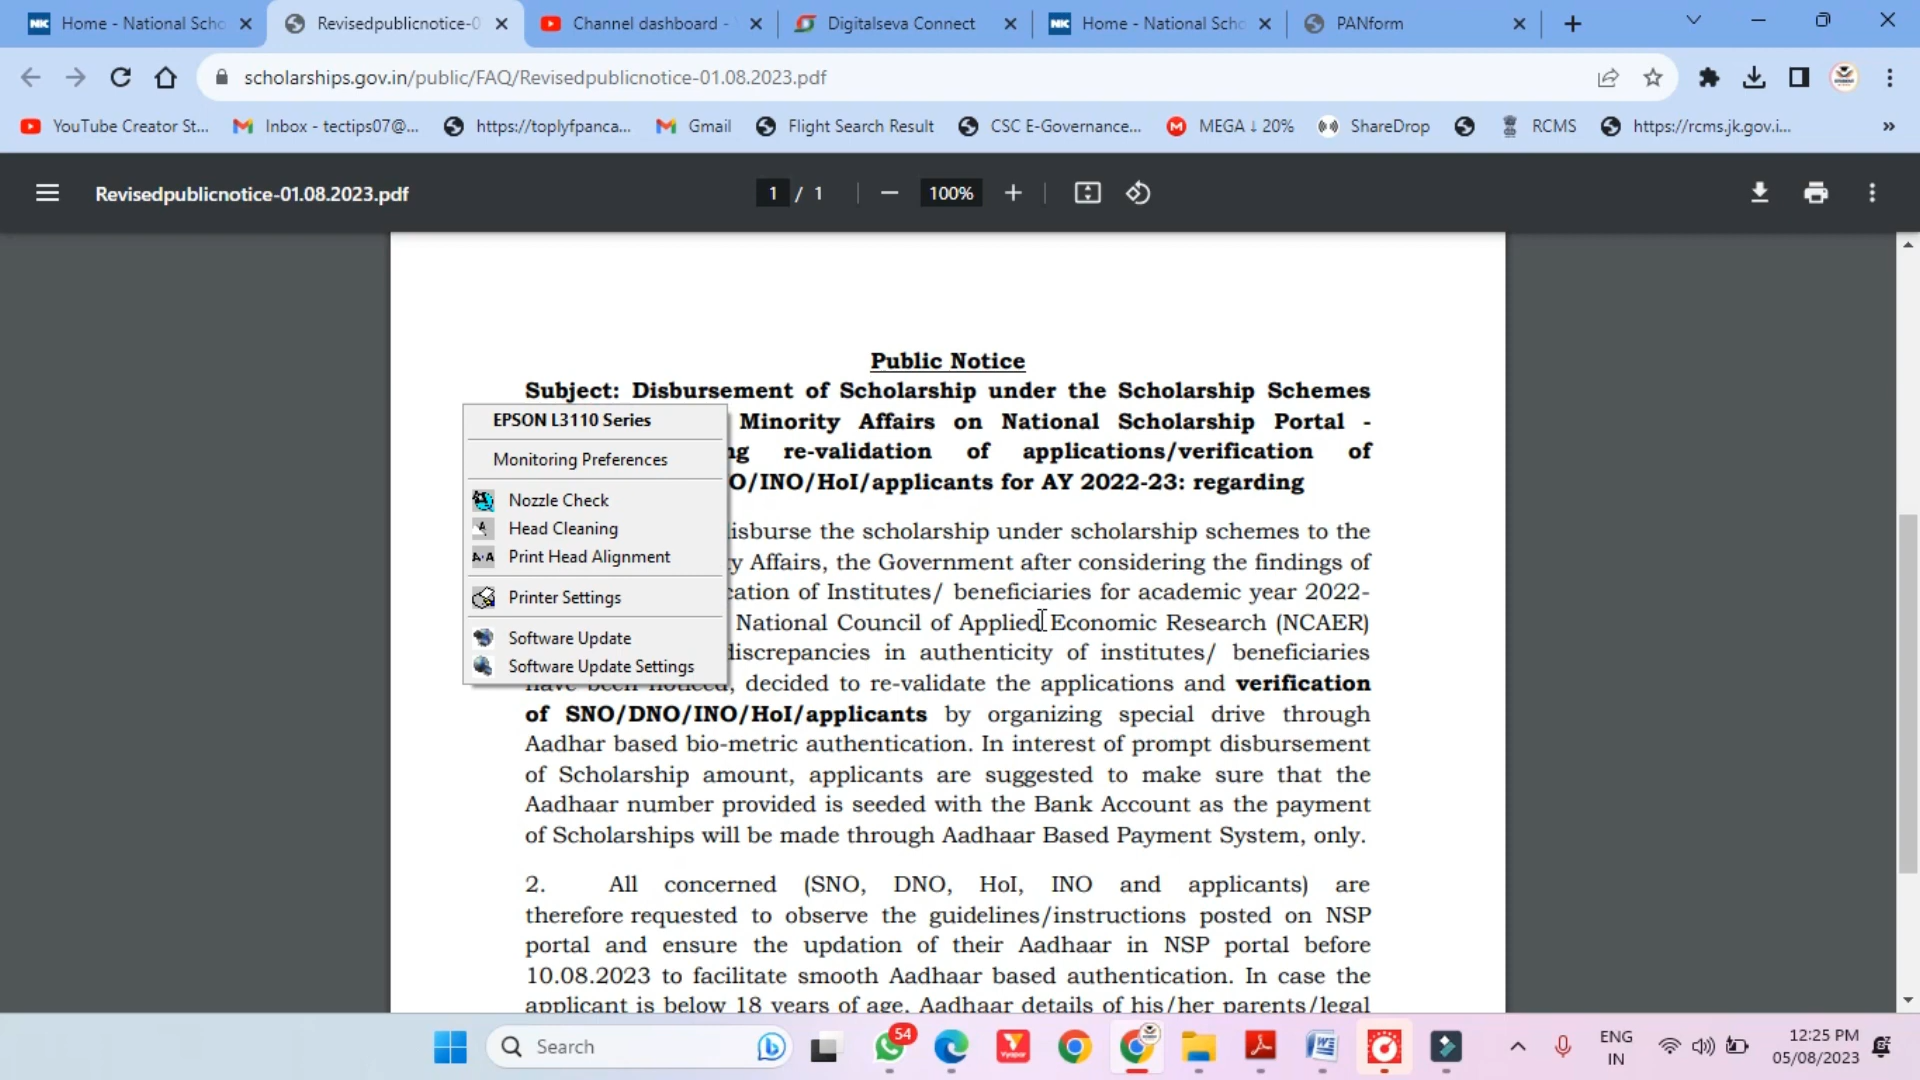 Home - National Scho
Revisedpublicnotice-0
Channel dashboard -
Digitalseva Connect
Home - National Scho
PANform
scholarships.gov.in/public/FAQ/Revisedpublicnotice-01.08.2023.pdf
YouTube Creator St...
Inbox - tectips07@...
https://toplyfpanca...
Gmail
Flight Search Result
CSC E-Governance...
MEGA ↓ 20%
ShareDrop
RCMS
https://rcms.jk.gov.i...
»
Revisedpublicnotice-01.08.2023.pdf
1 / 1
100%
Public Notice
Subject: Disbursement of Scholarship under the Scholarship Schemes
Minority Affairs on National Scholarship Portal -
ng re-validation of applications/verification of
O/INO/HoI/applicants for AY 2022-23: regarding
isburse the scholarship under scholarship schemes to the
y Affairs, the Government after considering the findings of
cation of Institutes/ beneficiaries for academic year 2022-
National Council of Applied Economic Research (NCAER)
discrepancies in authenticity of institutes/ beneficiaries
have been noticed, decided to re-validate the applications and verification
of SNO/DNO/INO/HoI/applicants by organizing special drive through
Aadhar based bio-metric authentication. In interest of prompt disbursement
of Scholarship amount, applicants are suggested to make sure that the
Aadhaar number provided is seeded with the Bank Account as the payment
of Scholarships will be made through Aadhaar Based Payment System, only.
2. All concerned (SNO, DNO, HoI, INO and applicants) are
therefore requested to observe the guidelines/instructions posted on NSP
portal and ensure the updation of their Aadhaar in NSP portal before
10.08.2023 to facilitate smooth Aadhaar based authentication. In case the
applicant is below 18 years of age, Aadhaar details of his/her parents/legal
EPSON L3110 Series
Monitoring Preferences
Nozzle Check
Head Cleaning
Print Head Alignment
Printer Settings
Software Update
Software Update Settings
Search
54
Vyapar
ENG
IN
12:25 PM
05/08/2023